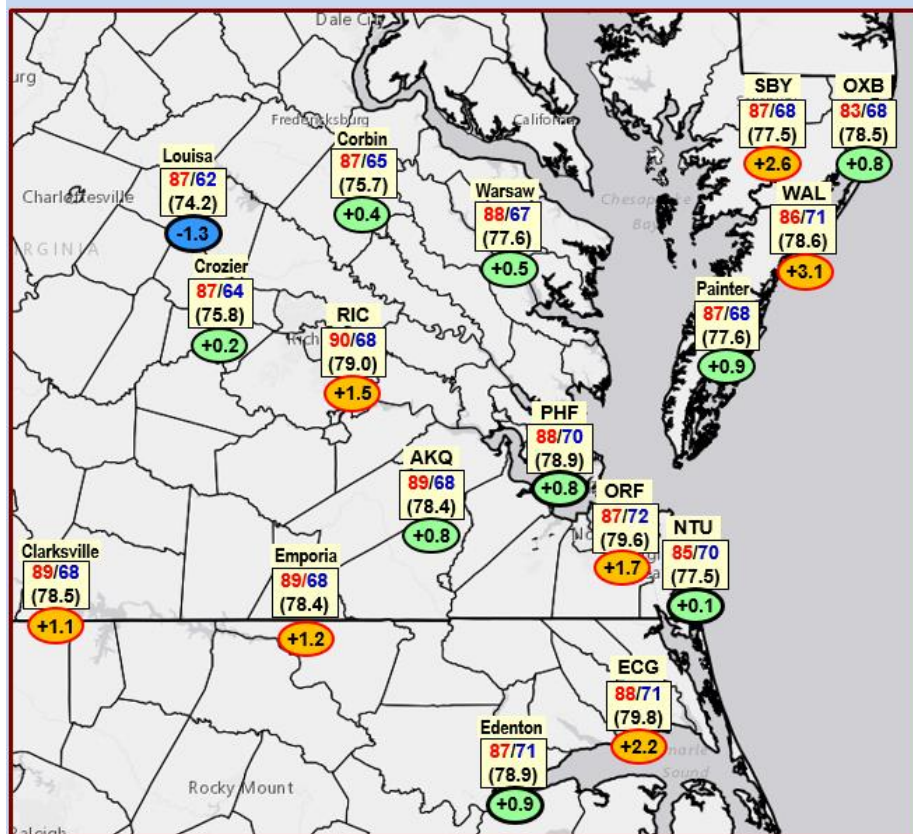 Dale City
urg
SBY
87/68
(77.5)
+2.6
OXB
83/68
(78.5)
+0.8
Fredericksburg
California
Corbin
87/65
(75.7)
+0.4
Louisa
87/62
(74.2)
-1.3
Charlottesville
Warsaw
88/67
(77.6)
+0.5
Chesapeake
Bay
WAL
86/71
(78.6)
+3.1
VIRGINIA
Crozier
87/64
(75.8)
+0.2
Painter
87/68
(77.6)
+0.9
RIC
Rich
90/68
(79.0)
+1.5
PHF
88/70
(78.9)
+0.8
AKQ
89/68
(78.4)
+0.8
ORF
87/72
(79.6)
+1.7
NTU
85/70
(77.5)
+0.1
Clarksville
89/68
(78.5)
+1.1
Emporia
89/68
(78.4)
+1.2
ECG
88/71
(79.8)
+2.2
Edenton
87/71
(78.9)
+0.9
marle
Sound
Rocky Mount
Raleigh